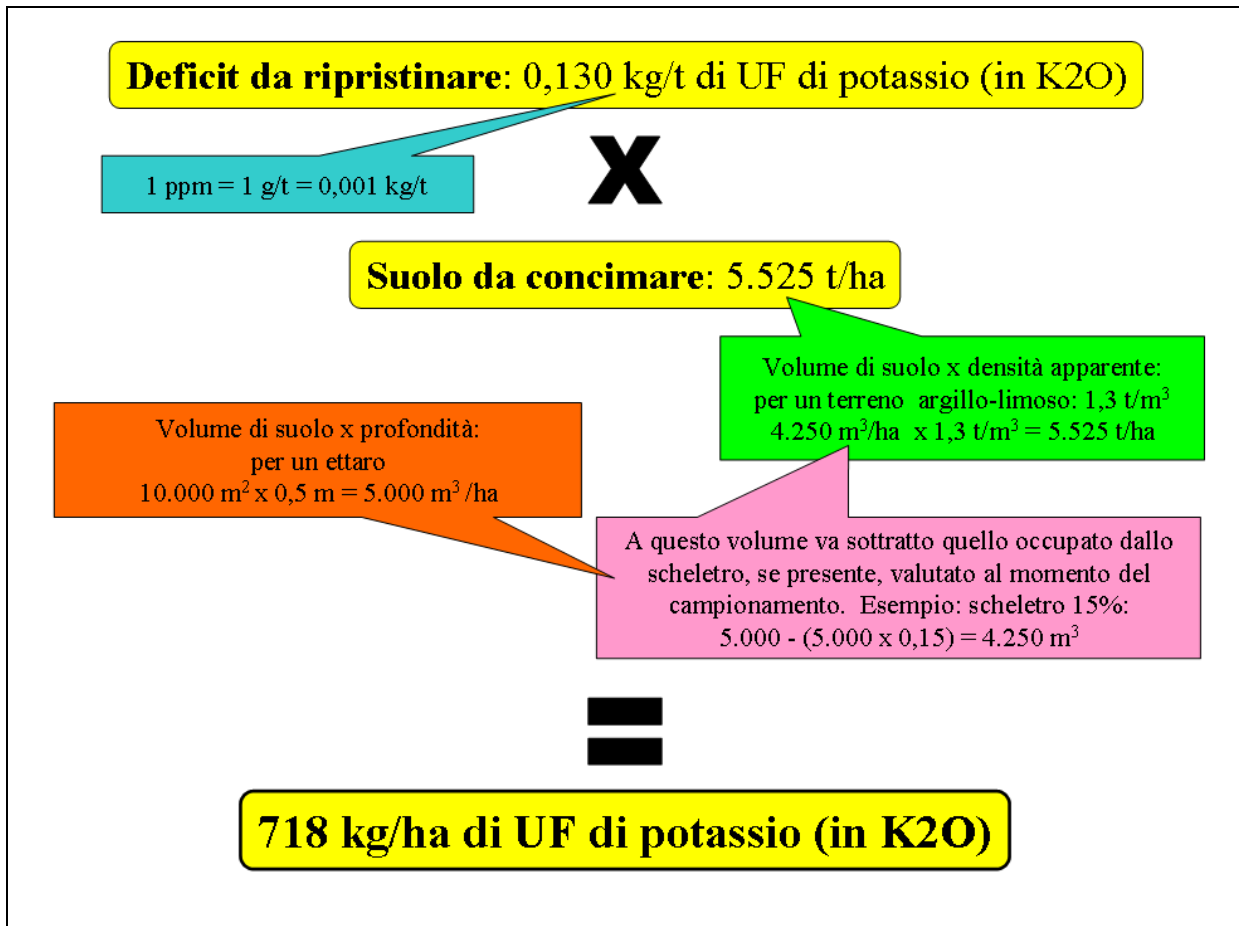 Deficit da ripristinare: 0,130 kg/t di UF di potassio (in K2O)
1 ppm = 1 g/t = 0,001 kg/t
X
Suolo da concimare: 5.525 t/ha
Volume di suolo x densità apparente:
per un terreno argillo-limoso: 1,3 t/m³
4.250 m³/ha x 1,3 t/m³ = 5.525 t/ha
Volume di suolo x profondità:
per un ettaro
10.000 m² x 0,5 m = 5.000 m³ /ha
A questo volume va sottratto quello occupato dallo
scheletro, se presente, valutato al momento del
campionamento. Esempio: scheletro 15%:
5.000 - (5.000 x 0,15) = 4.250 m³
=
718 kg/ha di UF di potassio (in K2O)